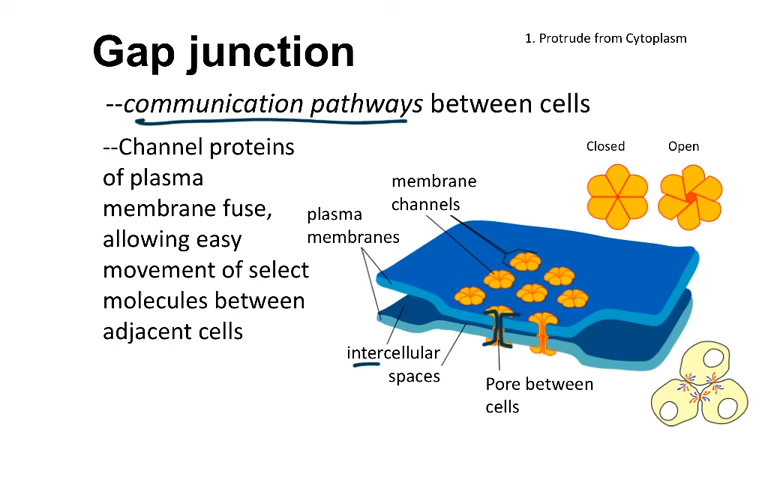 1. Protrude from Cytoplasm
Gap junction
--communication pathways between cells
--Channel proteins
of plasma
membrane fuse,
allowing easy
movement of select
molecules between
adjacent cells
Closed
Open
membrane
channels
plasma
membranes
intercellular
spaces
Pore between
cells